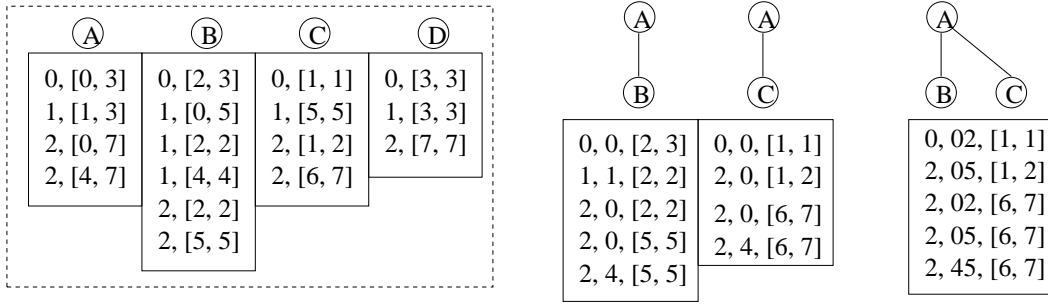 A B C D
0, [0, 3] 0, [2, 3] 0, [1, 1] 0, [3, 3]
1, [1, 3] 1, [0, 5] 1, [5, 5] 1, [3, 3]
2, [0, 7] 1, [2, 2] 2, [1, 2] 2, [7, 7]
2, [4, 7] 1, [4, 4] 2, [6, 7]
2, [2, 2]
2, [5, 5]
A A
B C
0, 0, [2, 3] 0, 0, [1, 1]
1, 1, [2, 2] 2, 0, [1, 2]
2, 0, [2, 2] 2, 0, [6, 7]
2, 0, [5, 5] 2, 4, [6, 7]
2, 4, [5, 5]
A
B C
0, 02, [1, 1]
2, 05, [1, 2]
2, 02, [6, 7]
2, 05, [6, 7]
2, 45, [6, 7]